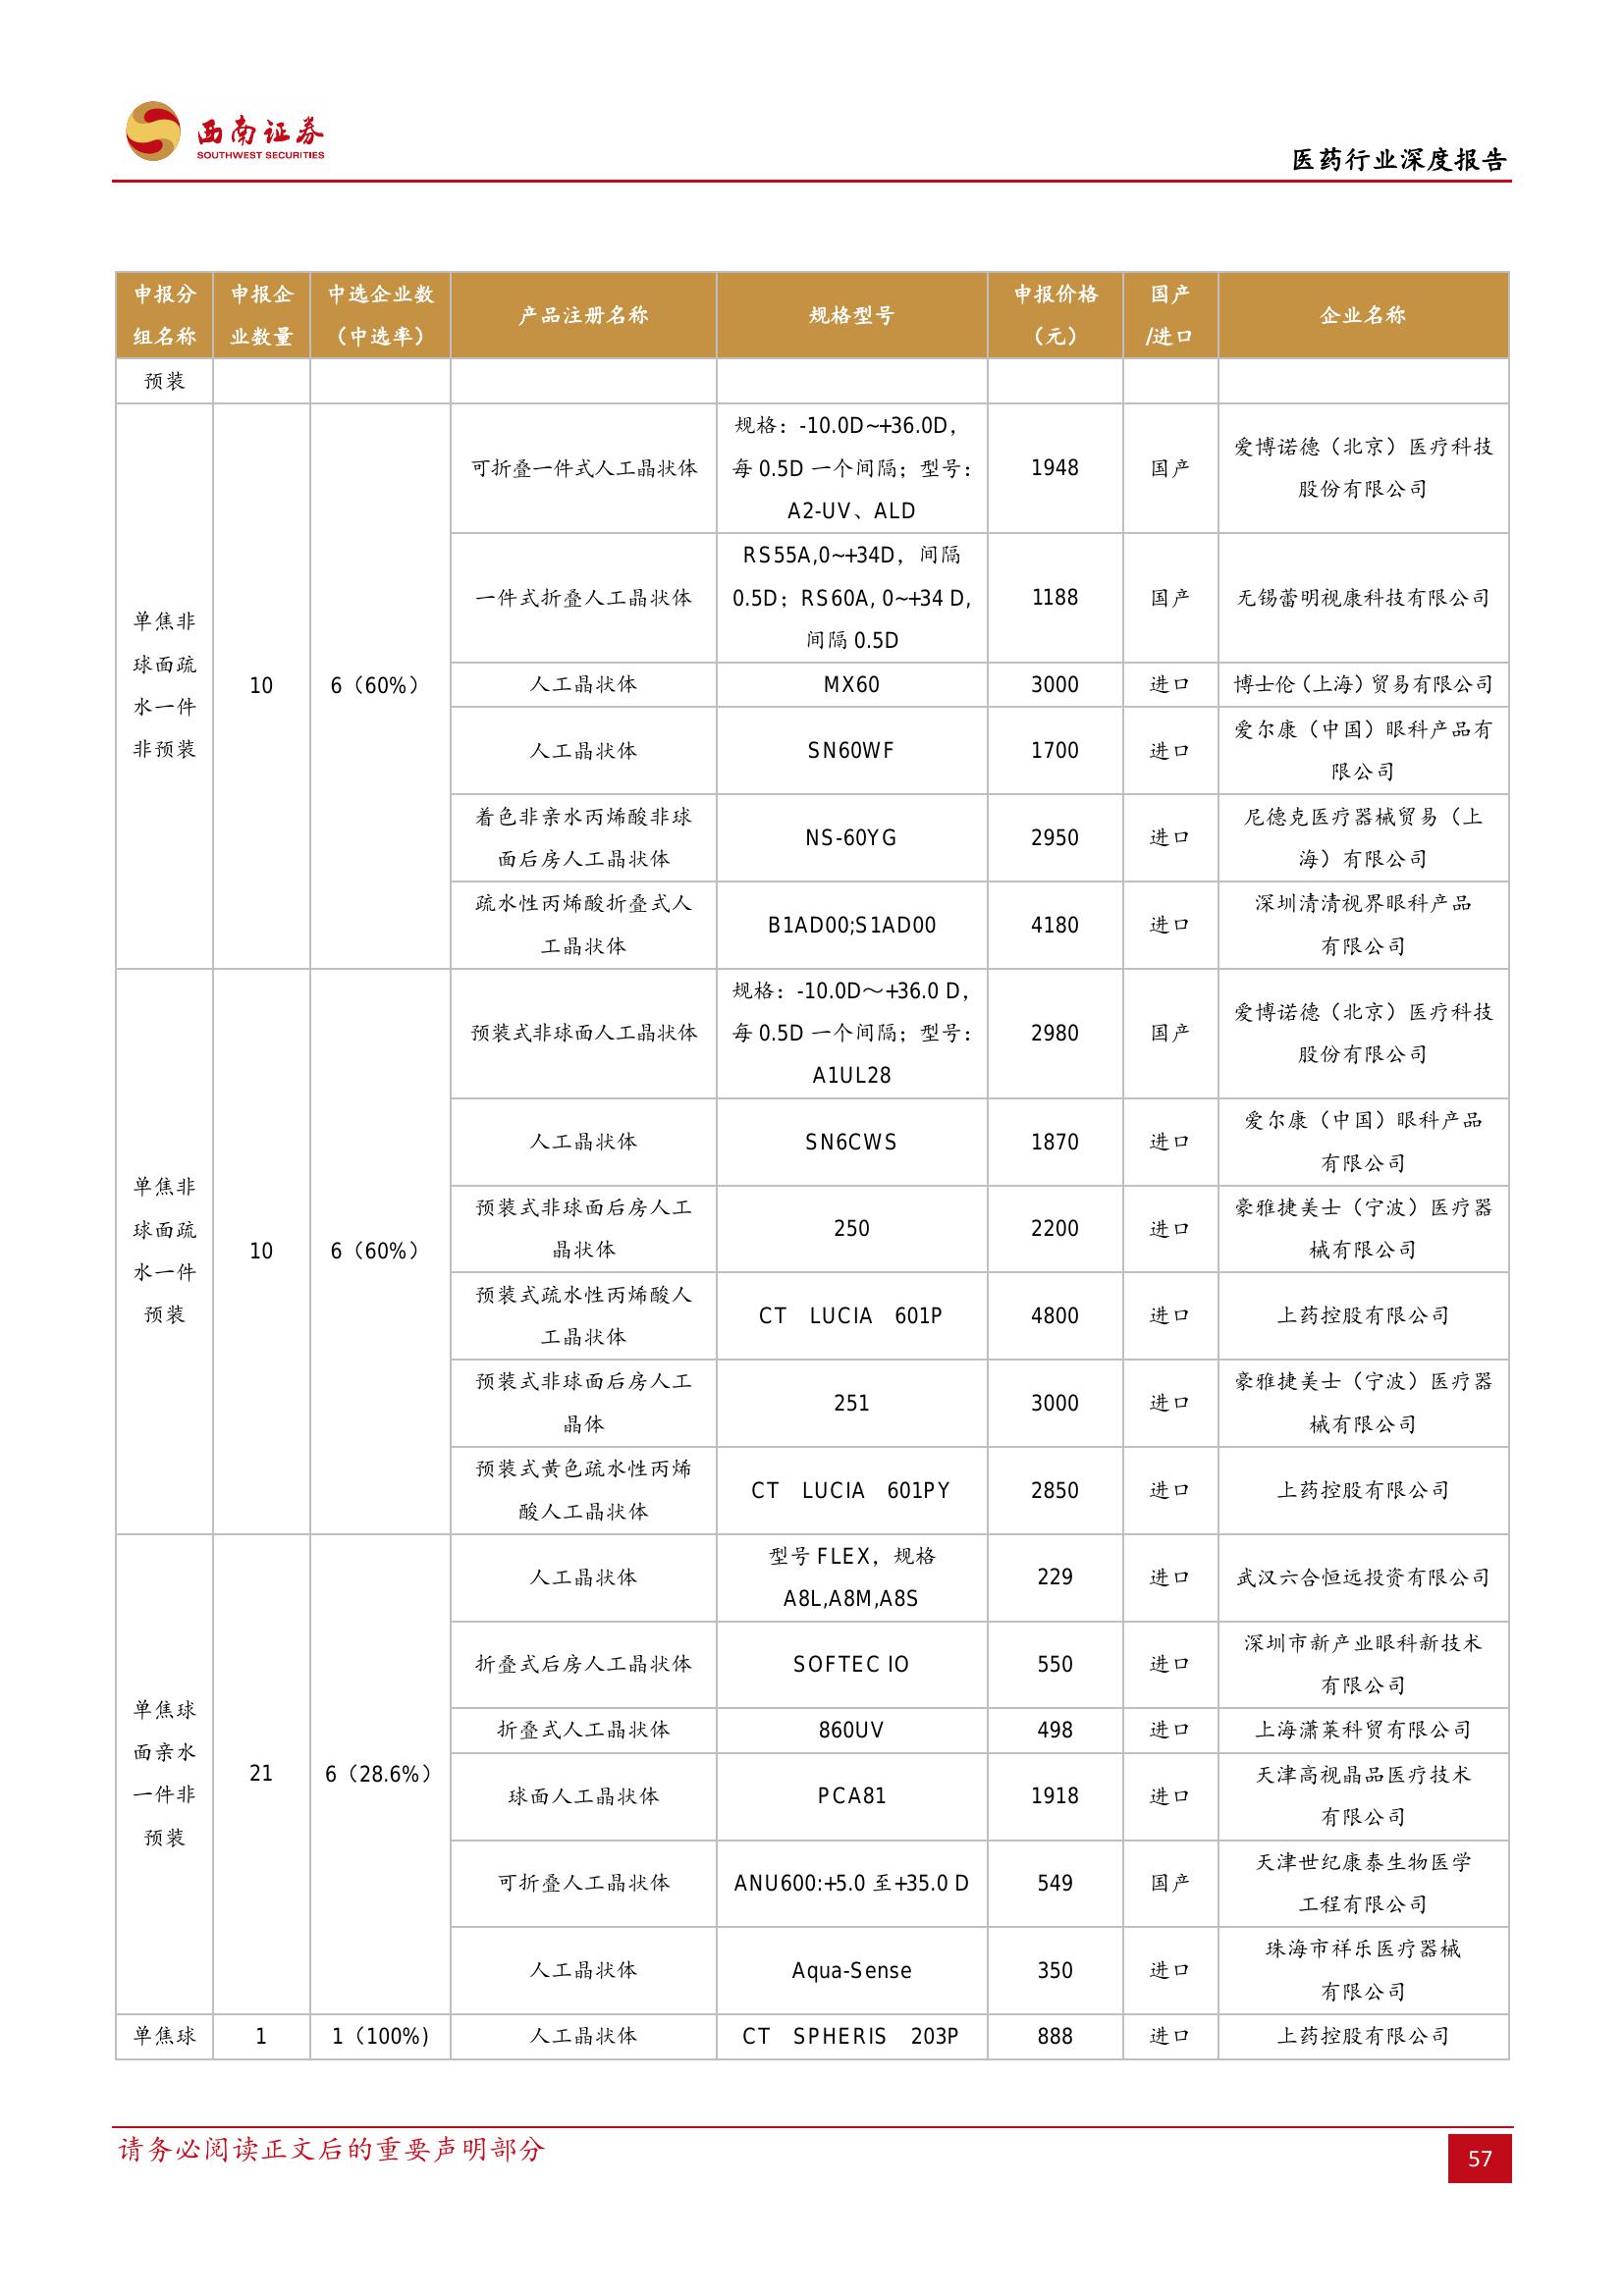 西南证券
SOUTHWEST SECURITIES
医药行业深度报告
申报分
组名称
申报企
业数量
中选企业数
（中选率）
产品注册名称
规格型号
申报价格
（元）
国产
/进口
企业名称
预装
单焦非
球面疏
水一件
非预装
10
6（60%）
可折叠一件式人工晶状体
规格：-10.0D~+36.0D，
每 0.5D 一个间隔；型号：
A2-UV、ALD
1948
国产
爱博诺德（北京）医疗科技
股份有限公司
一件式折叠人工晶状体
RS55A,0~+34D，间隔
0.5D；RS60A, 0~+34 D,
间隔 0.5D
1188
国产
无锡蕾明视康科技有限公司
人工晶状体
MX60
3000
进口
博士伦（上海）贸易有限公司
人工晶状体
SN60WF
1700
进口
爱尔康（中国）眼科产品有
限公司
着色非亲水丙烯酸非球
面后房人工晶状体
NS-60YG
2950
进口
尼德克医疗器械贸易（上
海）有限公司
疏水性丙烯酸折叠式人
工晶状体
B1AD00;S1AD00
4180
进口
深圳清清视界眼科产品
有限公司
单焦非
球面疏
水一件
预装
10
6（60%）
预装式非球面人工晶状体
规格：-10.0D～+36.0 D，
每 0.5D 一个间隔；型号：
A1UL28
2980
国产
爱博诺德（北京）医疗科技
股份有限公司
人工晶状体
SN6CWS
1870
进口
爱尔康（中国）眼科产品
有限公司
预装式非球面后房人工
晶状体
250
2200
进口
豪雅捷美士（宁波）医疗器
械有限公司
预装式疏水性丙烯酸人
工晶状体
CT LUCIA 601P
4800
进口
上药控股有限公司
预装式非球面后房人工
晶体
251
3000
进口
豪雅捷美士（宁波）医疗器
械有限公司
预装式黄色疏水性丙烯
酸人工晶状体
CT LUCIA 601PY
2850
进口
上药控股有限公司
单焦球
面亲水
一件非
预装
21
6（28.6%）
人工晶状体
型号 FLEX，规格
A8L,A8M,A8S
229
进口
武汉六合恒远投资有限公司
折叠式后房人工晶状体
SOFTEC IO
550
进口
深圳市新产业眼科新技术
有限公司
折叠式人工晶状体
860UV
498
进口
上海潇莱科贸有限公司
球面人工晶状体
PCA81
1918
进口
天津高视晶品医疗技术
有限公司
可折叠人工晶状体
ANU600:+5.0 至+35.0 D
549
国产
天津世纪康泰生物医学
工程有限公司
人工晶状体
Aqua-Sense
350
进口
珠海市祥乐医疗器械
有限公司
单焦球
1
1（100%)
人工晶状体
CT SPHERIS 203P
888
进口
上药控股有限公司
请务必阅读正文后的重要声明部分
57